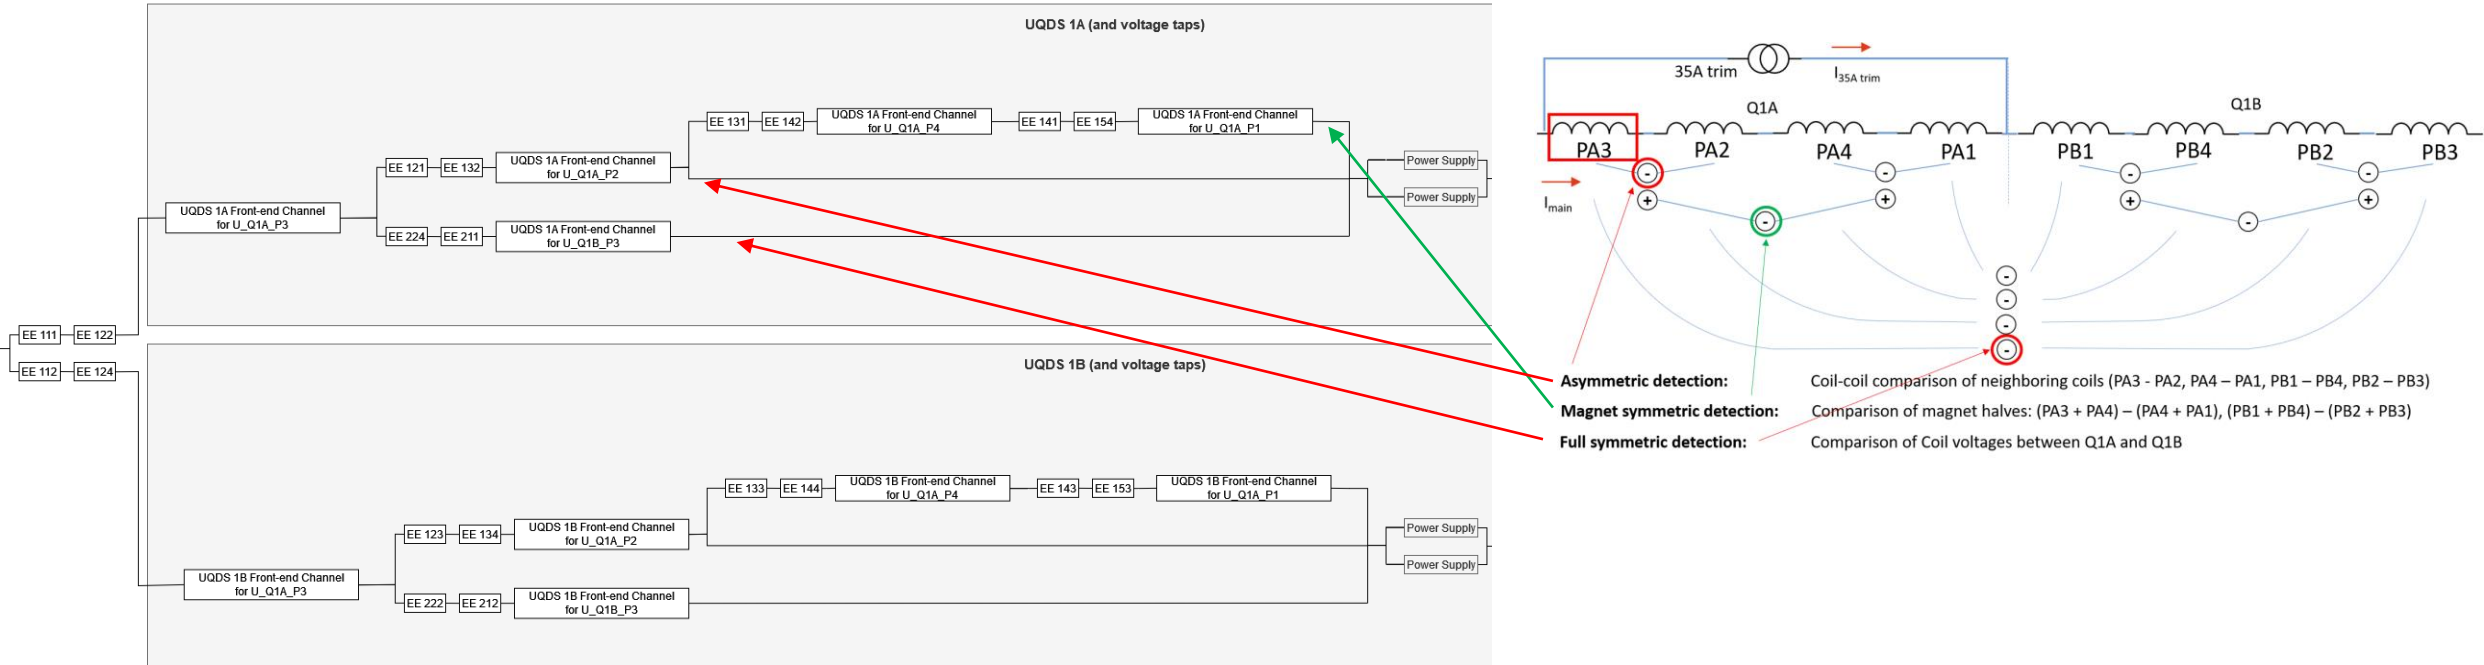 UQDS 1A (and voltage taps)
EE 131
EE 142
UQDS 1A Front-end Channel
for U_Q1A_P4
EE 141
EE 154
UQDS 1A Front-end Channel
for U_Q1A_P1
EE 121
EE 132
UQDS 1A Front-end Channel
for U_Q1A_P2
Power Supply
Power Supply
UQDS 1A Front-end Channel
for U_Q1A_P3
EE 224
EE 211
UQDS 1A Front-end Channel
for U_Q1B_P3
EE 111
EE 122
EE 112
EE 124
UQDS 1B (and voltage taps)
EE 133
EE 144
UQDS 1B Front-end Channel
for U_Q1A_P4
EE 143
EE 153
UQDS 1B Front-end Channel
for U_Q1A_P1
EE 123
EE 134
UQDS 1B Front-end Channel
for U_Q1A_P2
Power Supply
Power Supply
UQDS 1B Front-end Channel
for U_Q1A_P3
EE 222
EE 212
UQDS 1B Front-end Channel
for U_Q1B_P3
35A trim
I35A trim
Q1A
Q1B
PA3
PA2
PA4
PA1
PB1
PB4
PB2
PB3
- - - -
+ + + +
- -
Imain
-
-
-
-
Asymmetric detection: Coil-coil comparison of neighboring coils (PA3 - PA2, PA4 – PA1, PB1 – PB4, PB2 – PB3)
Magnet symmetric detection: Comparison of magnet halves: (PA3 + PA4) – (PA4 + PA1), (PB1 + PB4) – (PB2 + PB3)
Full symmetric detection: Comparison of Coil voltages between Q1A and Q1B